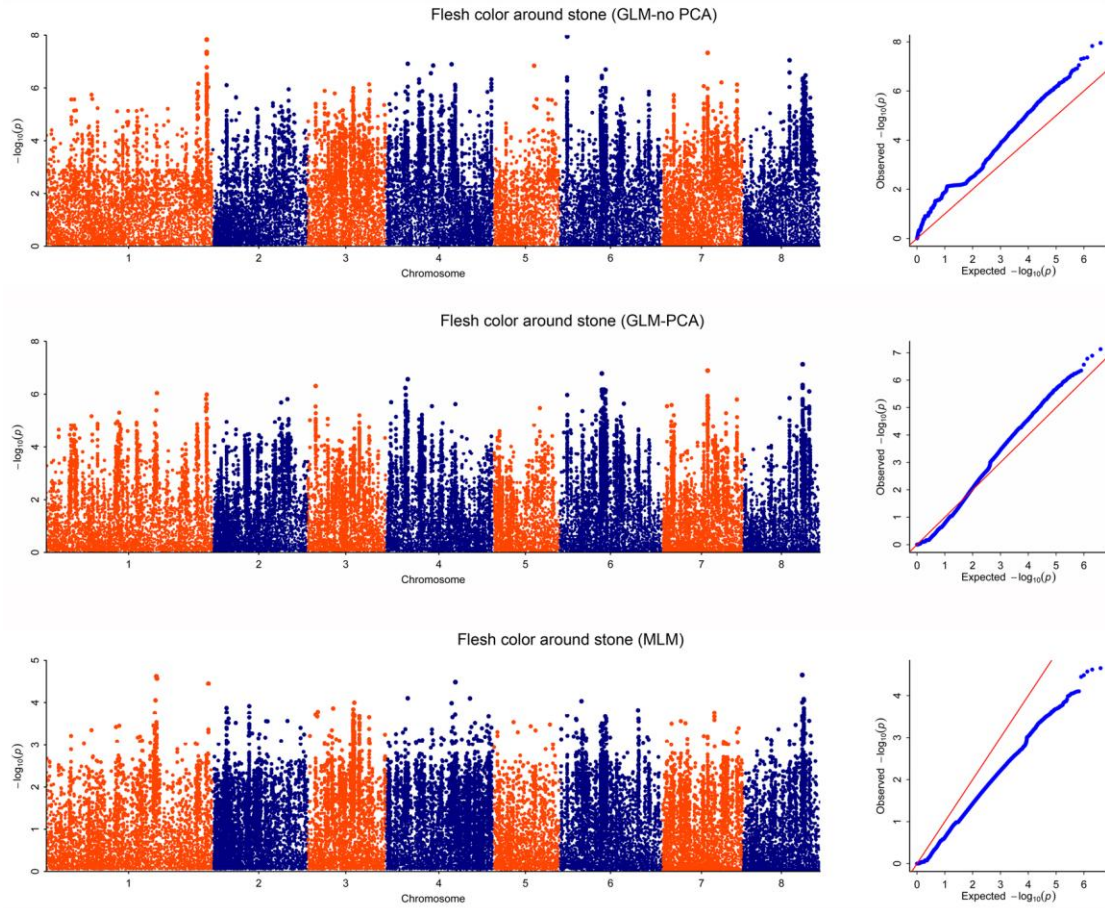 Flesh color around stone (GLM-no PCA)
8
6
4
2
0
−log10(p)
1 2 3 4 5 6 7 8
Chromosome
8
6
4
2
0
Observed −log10(p)
0 1 2 3 4 5 6
Expected −log10(p)
Flesh color around stone (GLM-PCA)
8
6
4
2
0
−log10(p)
1 2 3 4 5 6 7 8
Chromosome
7
6
5
4
3
2
1
0
Observed −log10(p)
0 1 2 3 4 5 6
Expected −log10(p)
Flesh color around stone (MLM)
5
4
3
2
1
0
−log10(p)
1 2 3 4 5 6 7 8
Chromosome
4
3
2
1
0
Observed −log10(p)
0 1 2 3 4 5 6
Expected −log10(p)